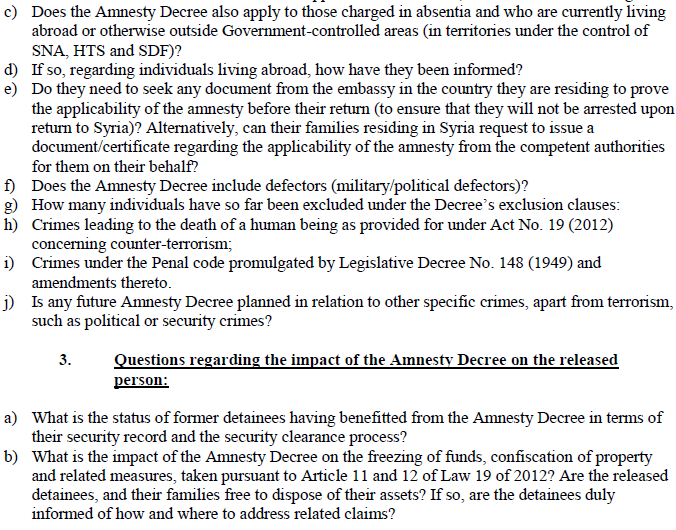 c) Does the Amnesty Decree also apply to those charged in absentia and who are currently living
abroad or otherwise outside Government-controlled areas (in territories under the control of
SNA, HTS and SDF)?
d) If so, regarding individuals living abroad, how have they been informed?
e) Do they need to seek any document from the embassy in the country they are residing to prove
the applicability of the amnesty before their return (to ensure that they will not be arrested upon
return to Syria)? Alternatively, can their families residing in Syria request to issue a
document/certificate regarding the applicability of the amnesty from the competent authorities
for them on their behalf?
f) Does the Amnesty Decree include defectors (military/political defectors)?
g) How many individuals have so far been excluded under the Decree's exclusion clauses:
h) Crimes leading to the death of a human being as provided for under Act No. 19 (2012)
concerning counter-terrorism;
i) Crimes under the Penal code promulgated by Legislative Decree No. 148 (1949) and
amendments thereto.
j) Is any future Amnesty Decree planned in relation to other specific crimes, apart from terrorism,
such as political or security crimes?
3. Questions regarding the impact of the Amnesty Decree on the released
person:
a) What is the status of former detainees having benefitted from the Amnesty Decree in terms of
their security record and the security clearance process?
b) What is the impact of the Amnesty Decree on the freezing of funds, confiscation of property
and related measures, taken pursuant to Article 11 and 12 of Law 19 of 2012? Are the released
detainees, and their families free to dispose of their assets? If so, are the detainees duly
informed of how and where to address related claims?